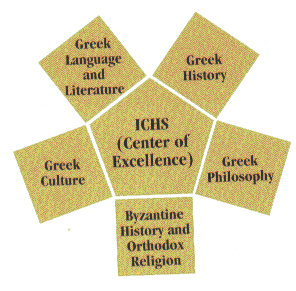 Greek
Language
and
Literature
Greek
History
ICHS
(Center of
Excellence)
Greek
Culture
Greek
Philosophy
Byzantine
History and
Orthodox
Religion